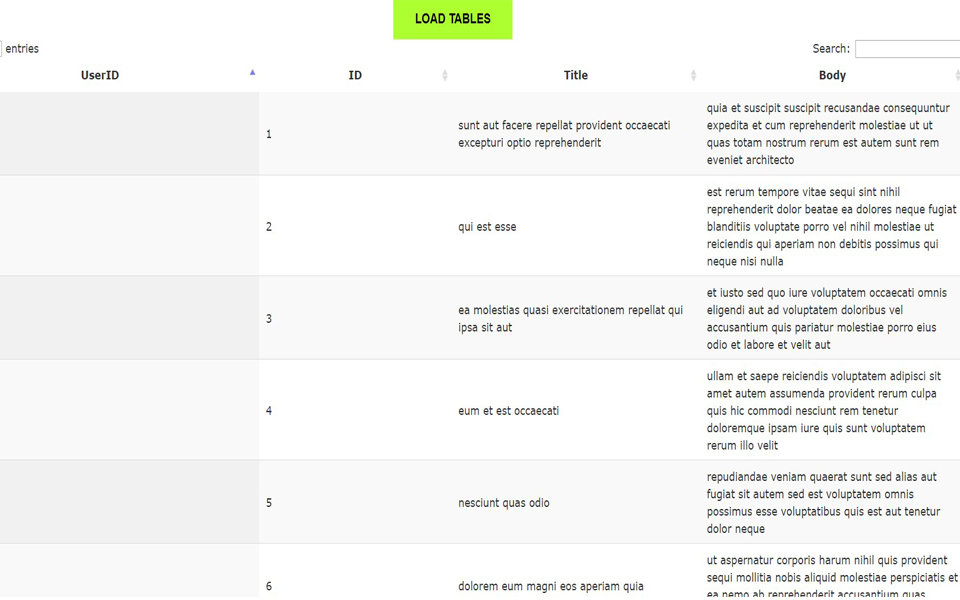 LOAD TABLES
entries
Search:
UserID ID Title Body
1
sunt aut facere repellat provident occaecati
excepturi optio reprehenderit
quia et suscipit suscipit recusandae consequuntur
expedita et cum reprehenderit molestiae ut ut
quas totam nostrum rerum est autem sunt rem
eveniet architecto
2
qui est esse
est rerum tempore vitae sequi sint nihil
reprehenderit dolor beatae ea dolores neque fugiat
blanditiis voluptate porro vel nihil molestiae ut
reiciendis qui aperiam non debitis possimus qui
neque nisi nulla
3
ea molestias quasi exercitationem repellat qui
ipsa sit aut
et iusto sed quo iure voluptatem occaecati omnis
eligendi aut ad voluptatem doloribus vel
accusantium quis pariatur molestiae porro eius
odio et labore et velit aut
4
eum et est occaecati
ullam et saepe reiciendis voluptatem adipisci sit
amet autem assumenda provident rerum culpa
quis hic commodi nesciunt rem tenetur
doloremque ipsam iure quis sunt voluptatem
rerum illo velit
5
nesciunt quas odio
repudiandae veniam quaerat sunt sed alias aut
fugiat sit autem sed est voluptatem omnis
possimus esse voluptatibus quis est aut tenetur
dolor neque
6
dolorem eum magni eos aperiam quia
ut aspernatur corporis harum nihil quis provident
sequi mollitia nobis aliquid molestiae perspiciatis et
ea nemo ab reprehenderit accusantium quas